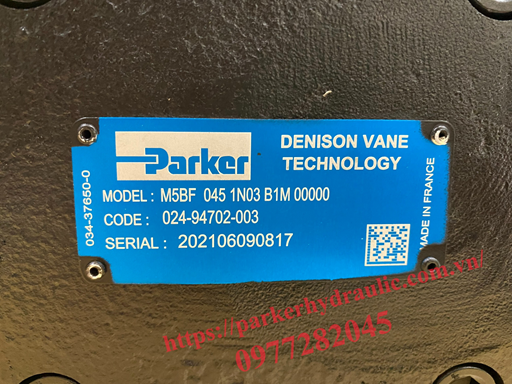 Parker
DENISON VANE
TECHNOLOGY
MODEL : M5BF 045 1N03 B1M 00000
CODE : 024-94702-003
SERIAL : 202106090817
034-37650-0
MADE IN FRANCE
https://parkerhydraulic.com.vn/
0977282045